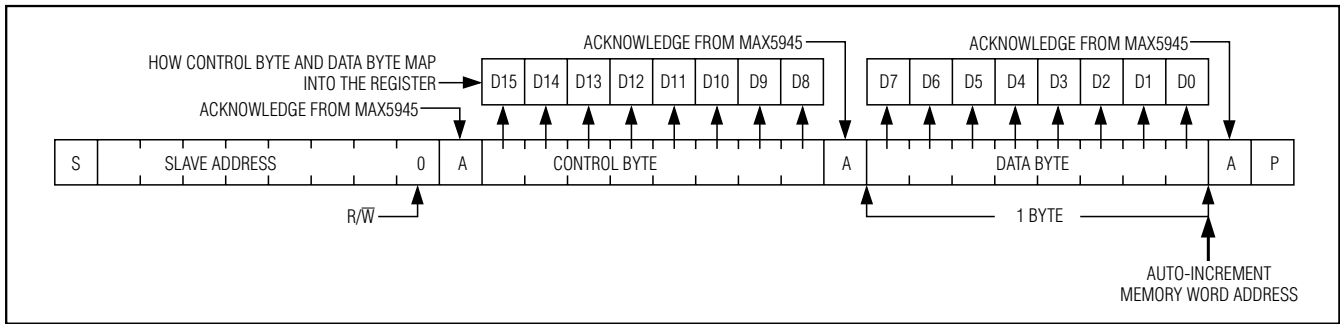 ACKNOWLEDGE FROM MAX5945
ACKNOWLEDGE FROM MAX5945
HOW CONTROL BYTE AND DATA BYTE MAP
INTO THE REGISTER
D15 D14 D13 D12 D11 D10 D9 D8
D7 D6 D5 D4 D3 D2 D1 D0
ACKNOWLEDGE FROM MAX5945
S SLAVE ADDRESS 0 A CONTROL BYTE A DATA BYTE A P
R/W̅
1 BYTE
AUTO-INCREMENT
MEMORY WORD ADDRESS